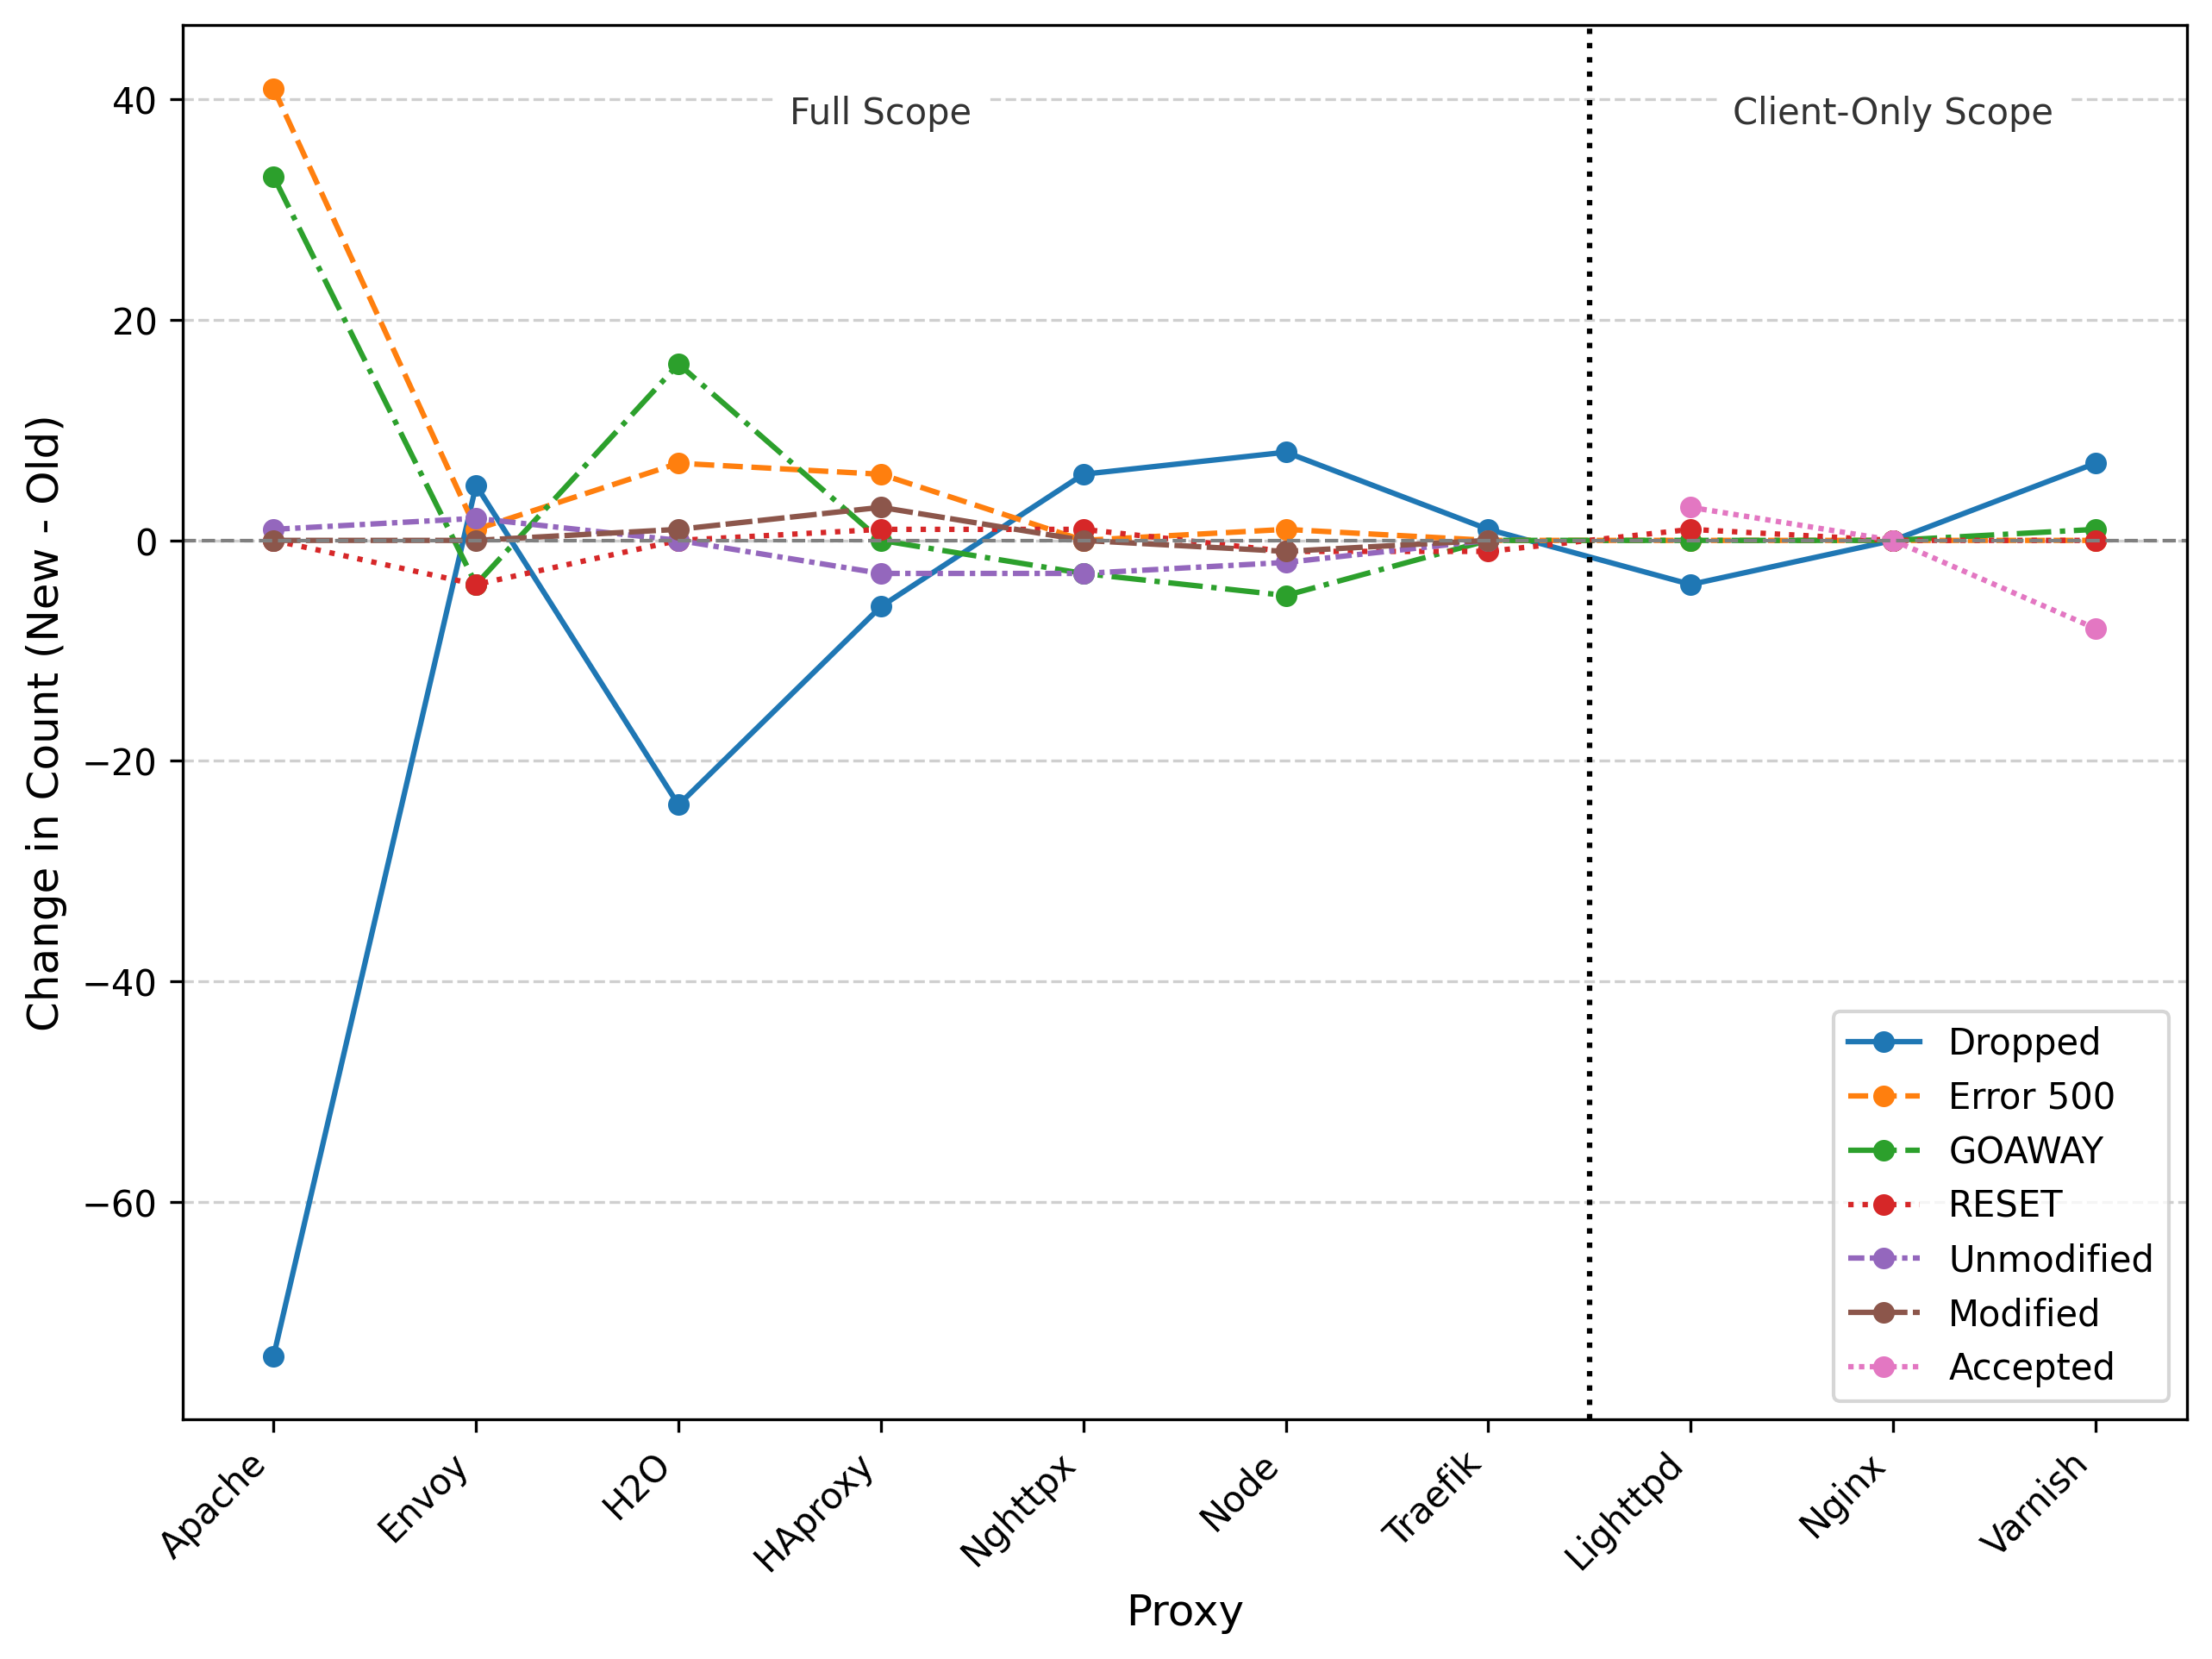 Full Scope
Client-Only Scope
Change in Count (New - Old)
40
20
0
−20
−40
−60
Dropped
Error 500
GOAWAY
RESET
Unmodified
Modified
Accepted
Apache
Envoy
H2O
HAproxy
Nghttpx
Node
Traefik
Lighttpd
Nginx
Varnish
Proxy